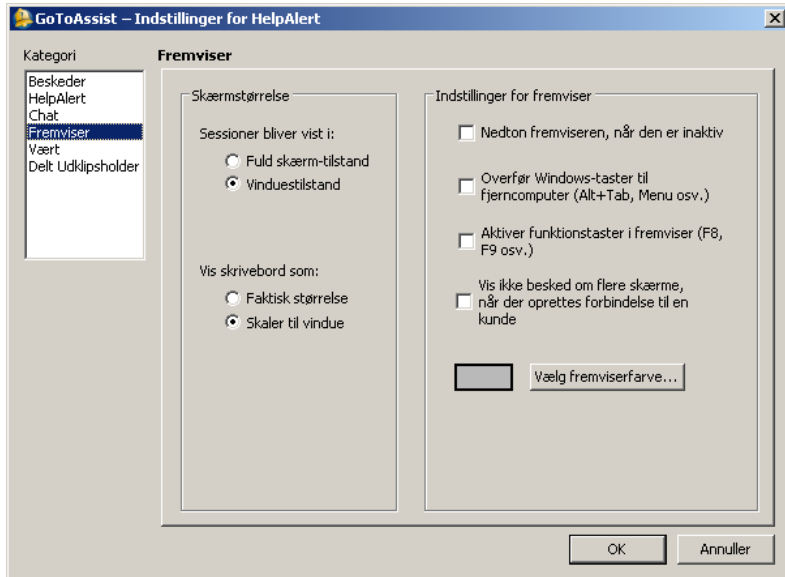 GoToAssist – Indstillinger for HelpAlert
Kategori
Beskeder
HelpAlert
Chat
Fremviser
Vært
Delt Udklipsholder
Fremviser
Skærmstørrelse
Sessioner bliver vist i:
Fuld skærm-tilstand
Vinduestilstand
Vis skrivebord som:
Faktisk størrelse
Skaler til vindue
Indstillinger for fremviser
Nedton fremviseren, når den er inaktiv
Overfør Windows-taster til
fjerncomputer (Alt+Tab, Menu osv.)
Aktiver funktionstaster i fremviser (F8,
F9 osv.)
Vis ikke besked om flere skærme,
når der oprettes forbindelse til en
kunde
Vælg fremviserfarve...
OK
Annuller